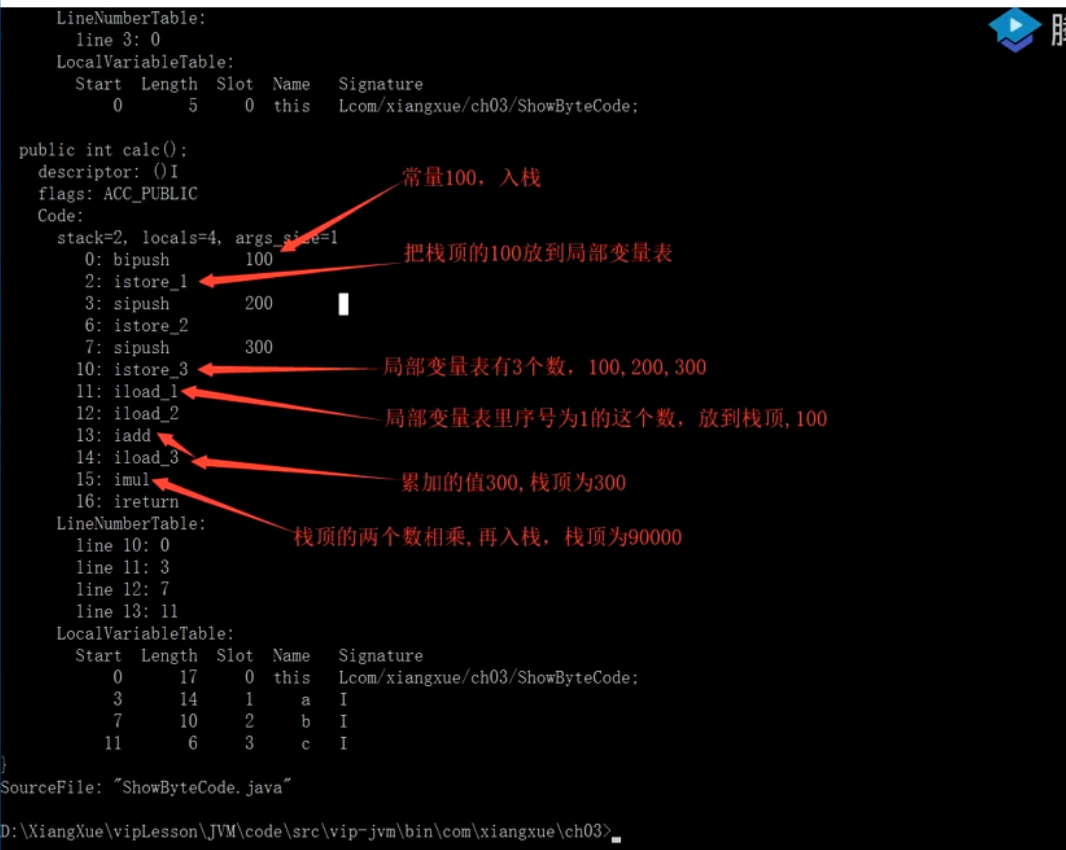 LineNumberTable:
line 3: 0
LocalVariableTable:
Start Length Slot Name Signature
0 5 0 this Lcom/xiangxue/ch03/ShowByteCode;
public int calc();
descriptor: ()I
flags: ACC_PUBLIC
Code:
stack=2, locals=4, args_size=1
0: bipush 100
2: istore_1
3: sipush 200
6: istore_2
7: sipush 300
10: istore_3
11: iload_1
12: iload_2
13: iadd
14: iload_3
15: imul
16: ireturn
常量100，入栈
把栈顶的100放到局部变量表
局部变量表有3个数，100,200,300
局部变量表里序号为1的这个数，放到栈顶,100
累加的值300,栈顶为300
栈顶的两个数相乘,再入栈，栈顶为90000
LineNumberTable:
line 10: 0
line 11: 3
line 12: 7
line 13: 11
LocalVariableTable:
Start Length Slot Name Signature
0 17 0 this Lcom/xiangxue/ch03/ShowByteCode;
3 14 1 a I
7 10 2 b I
11 6 3 c I
}
SourceFile: "ShowByteCode.java"
D:\XiangXue\vipLesson\JVM\code\src\vip-jvm\bin\com\xiangxue\ch03>